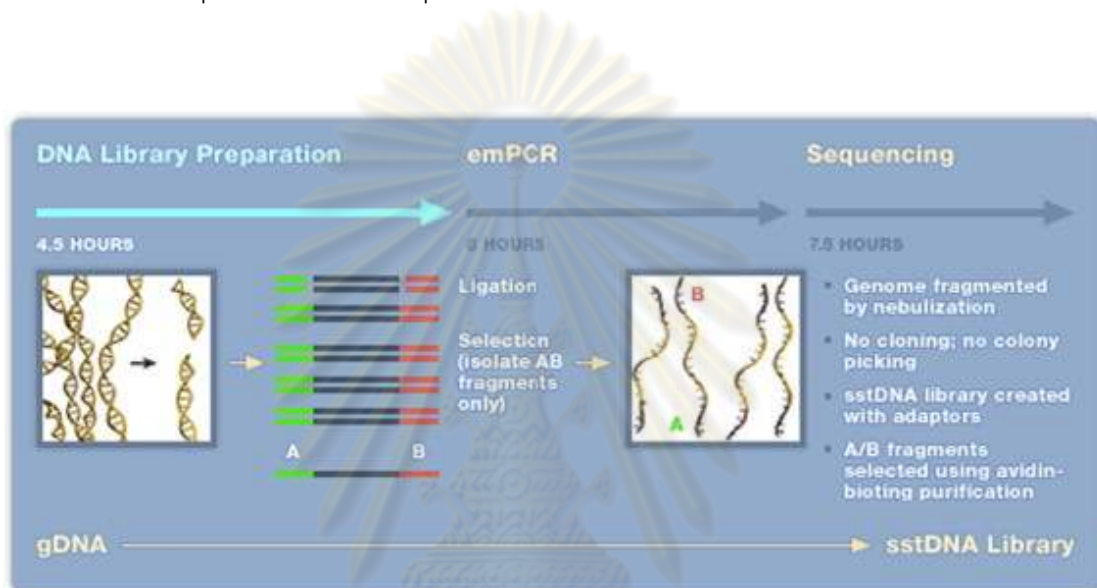 DNA Library Preparation
emPCR
Sequencing
4.5 HOURS
8 HOURS
7.5 HOURS
Ligation
Selection
(isolate AB
fragments
only)
A
B
B
A
• Genome fragmented
by nebulization
• No cloning; no colony
picking
• sstDNA library created
with adaptors
• A/B fragments
selected using avidin-
bioting purification
gDNA
sstDNA Library